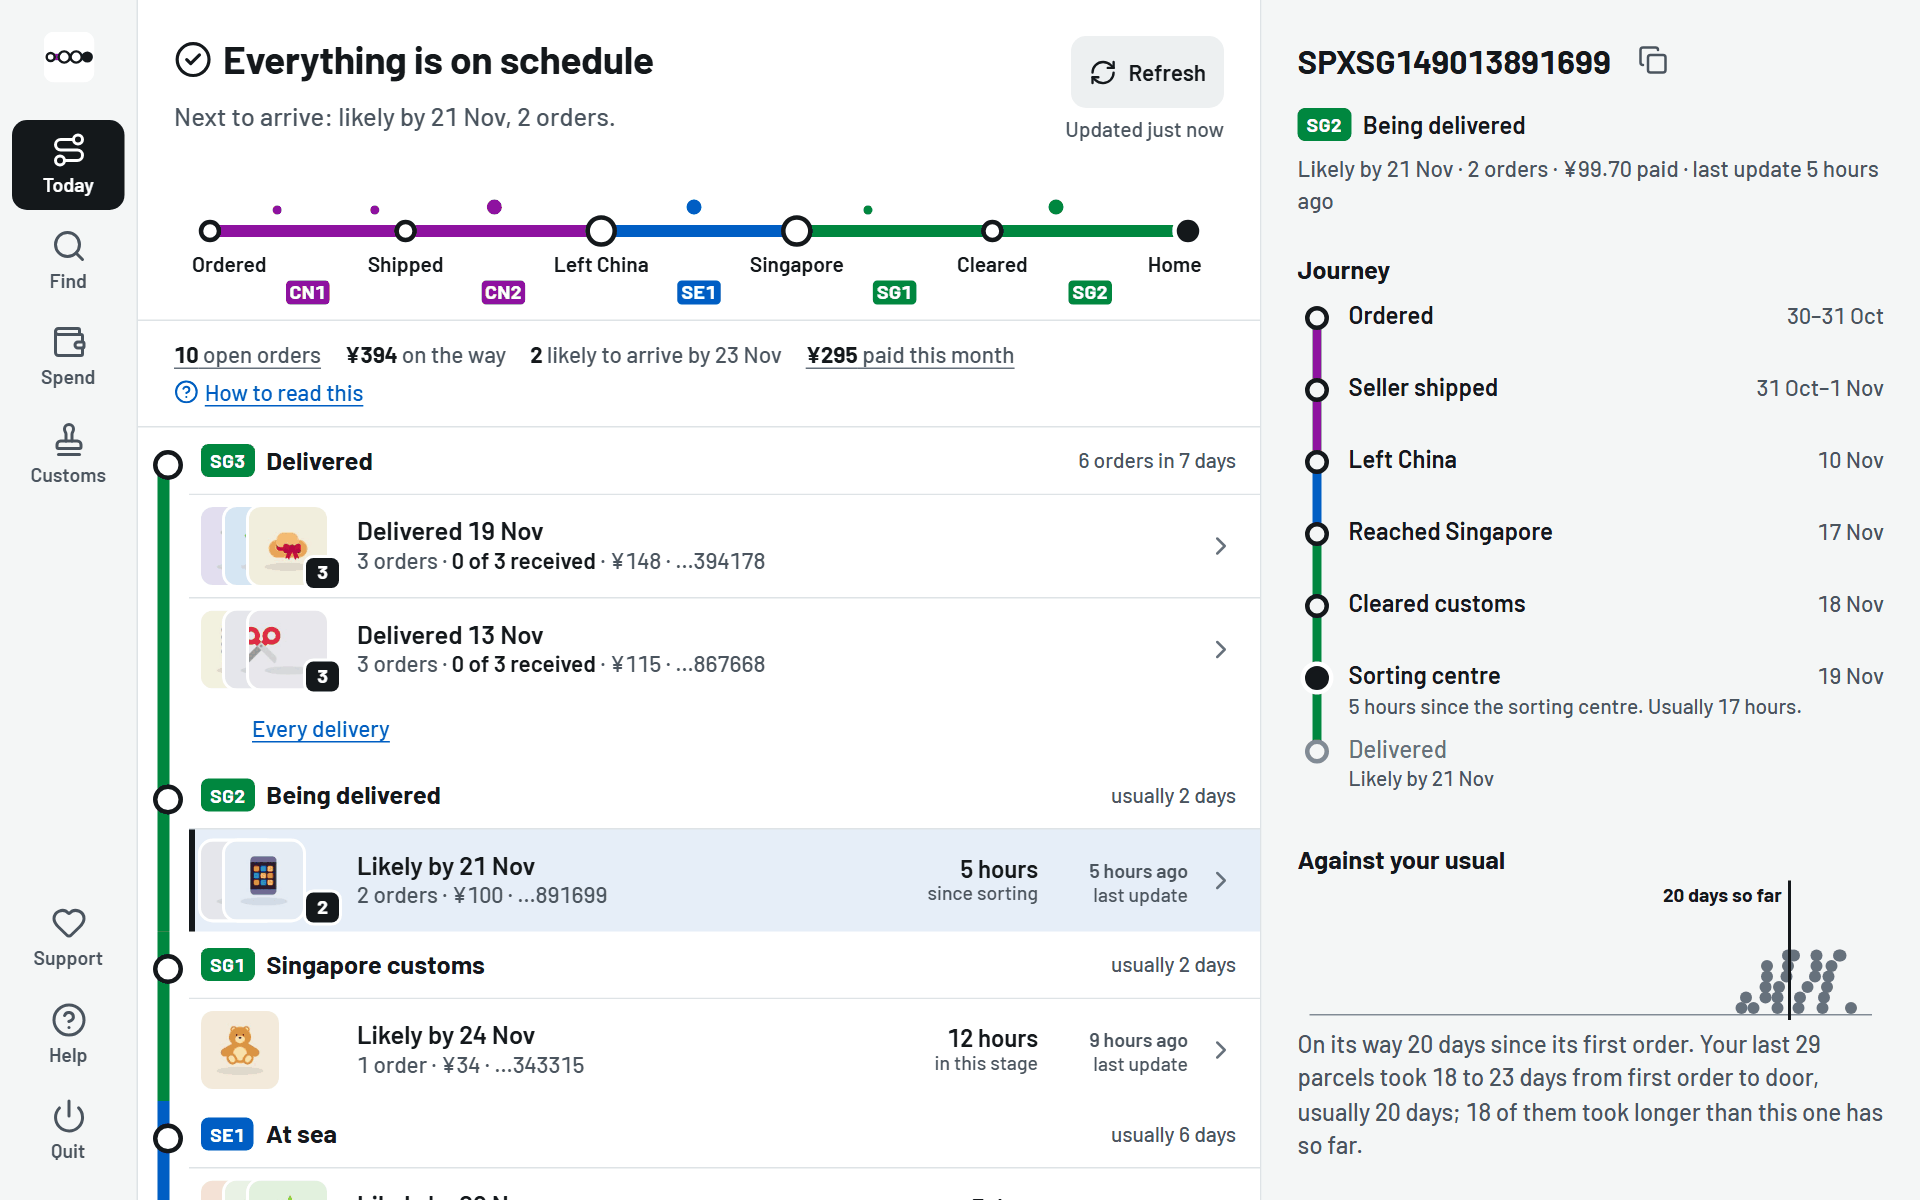 Today
Find
Spend
Customs
Support
Help
Quit
Everything is on schedule
Next to arrive: likely by 21 Nov, 2 orders.
Refresh
Updated just now
Ordered
Shipped
Left China
Singapore
Cleared
Home
CN1
CN2
SE1
SG1
SG2
10 open orders
¥394 on the way
2 likely to arrive by 23 Nov
¥295 paid this month
How to read this
SG3 Delivered
6 orders in 7 days
Delivered 19 Nov
3 orders · 0 of 3 received · ¥148 · …394178
3
Delivered 13 Nov
3 orders · 0 of 3 received · ¥115 · …867668
3
Every delivery
SG2 Being delivered
usually 2 days
Likely by 21 Nov
2 orders · ¥100 · …891699
2
5 hours
since sorting
5 hours ago
last update
SG1 Singapore customs
usually 2 days
Likely by 24 Nov
1 order · ¥34 · …343315
12 hours
in this stage
9 hours ago
last update
SE1 At sea
usually 6 days
SPXSG149013891699
SG2 Being delivered
Likely by 21 Nov · 2 orders · ¥99.70 paid · last update 5 hours
ago
Journey
Ordered
30–31 Oct
Seller shipped
31 Oct–1 Nov
Left China
10 Nov
Reached Singapore
17 Nov
Cleared customs
18 Nov
Sorting centre
19 Nov
5 hours since the sorting centre. Usually 17 hours.
Delivered
Likely by 21 Nov
Against your usual
20 days so far
On its way 20 days since its first order. Your last 29
parcels took 18 to 23 days from first order to door,
usually 20 days; 18 of them took longer than this one has
so far.